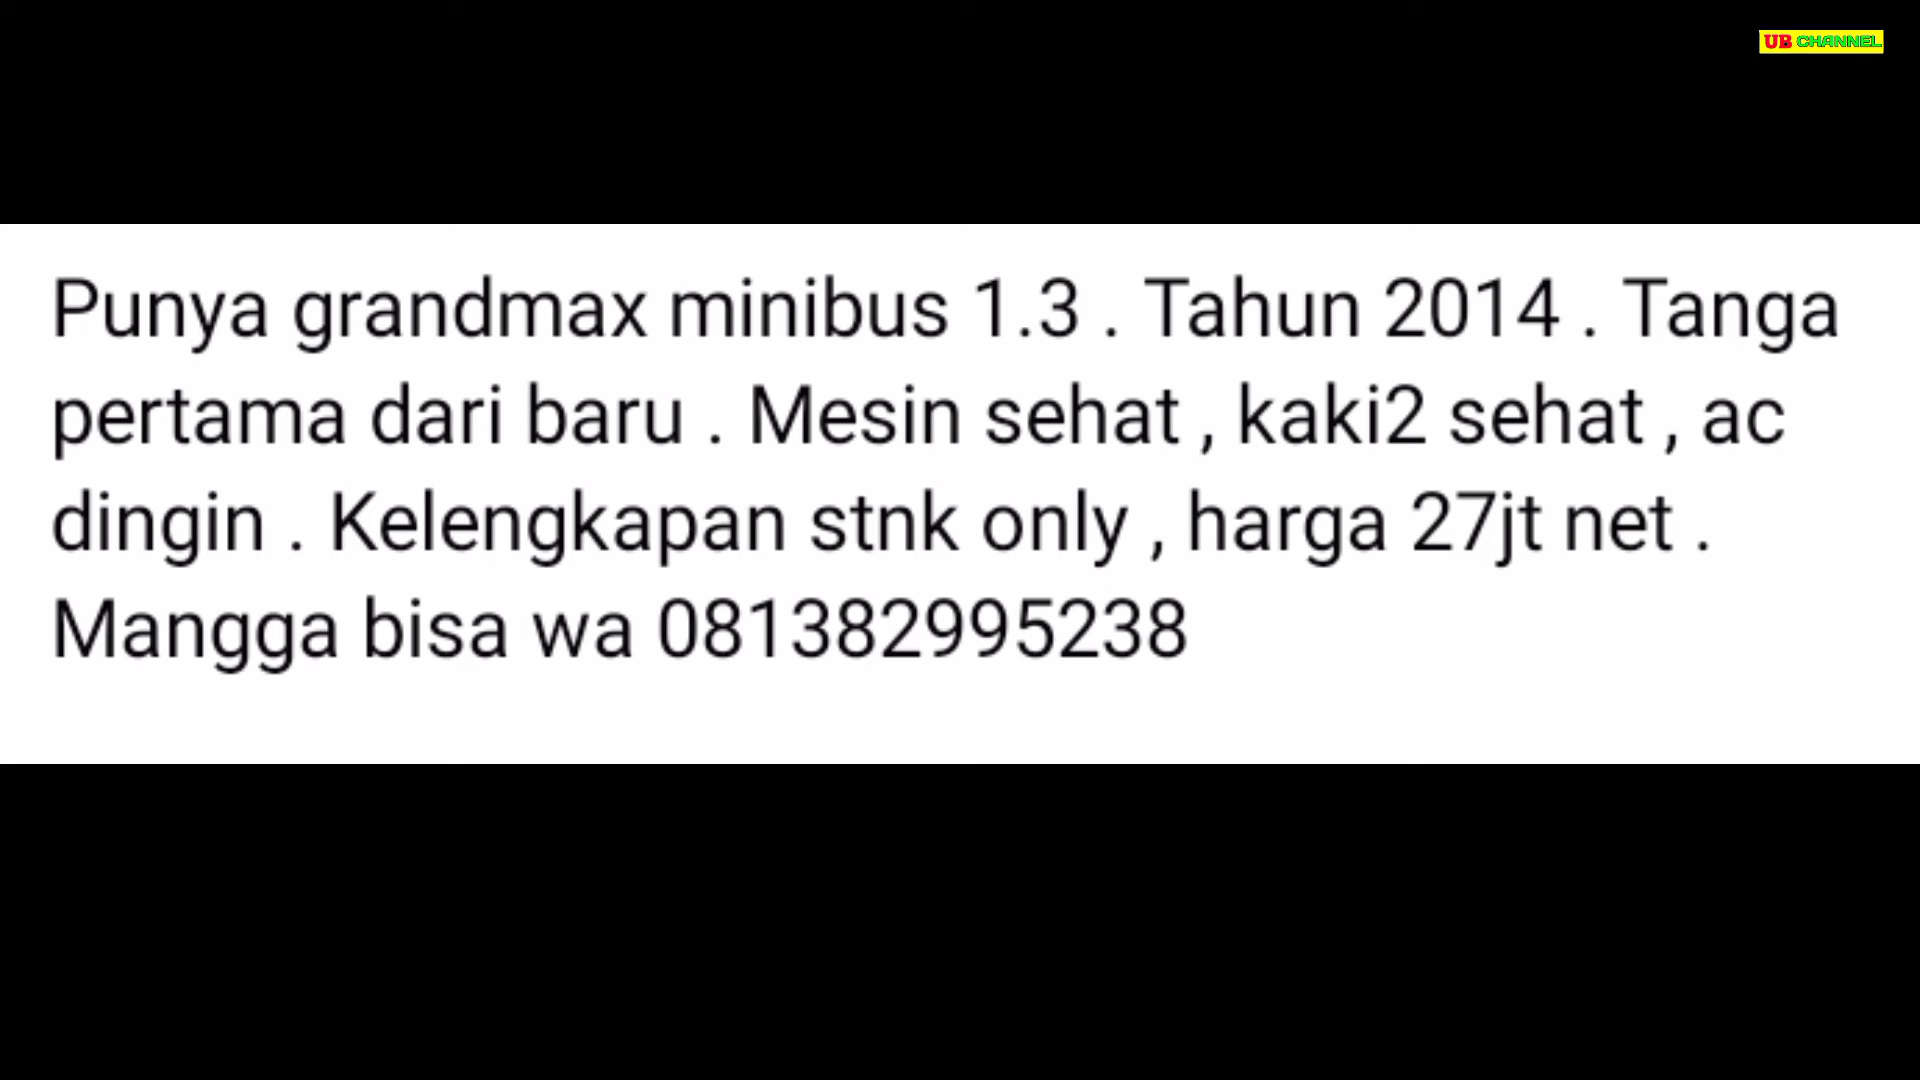 UB CHANNEL
Punya grandmax minibus 1.3 . Tahun 2014 . Tanga
pertama dari baru . Mesin sehat , kaki2 sehat , ac
dingin . Kelengkapan stnk only , harga 27jt net .
Mangga bisa wa 081382995238